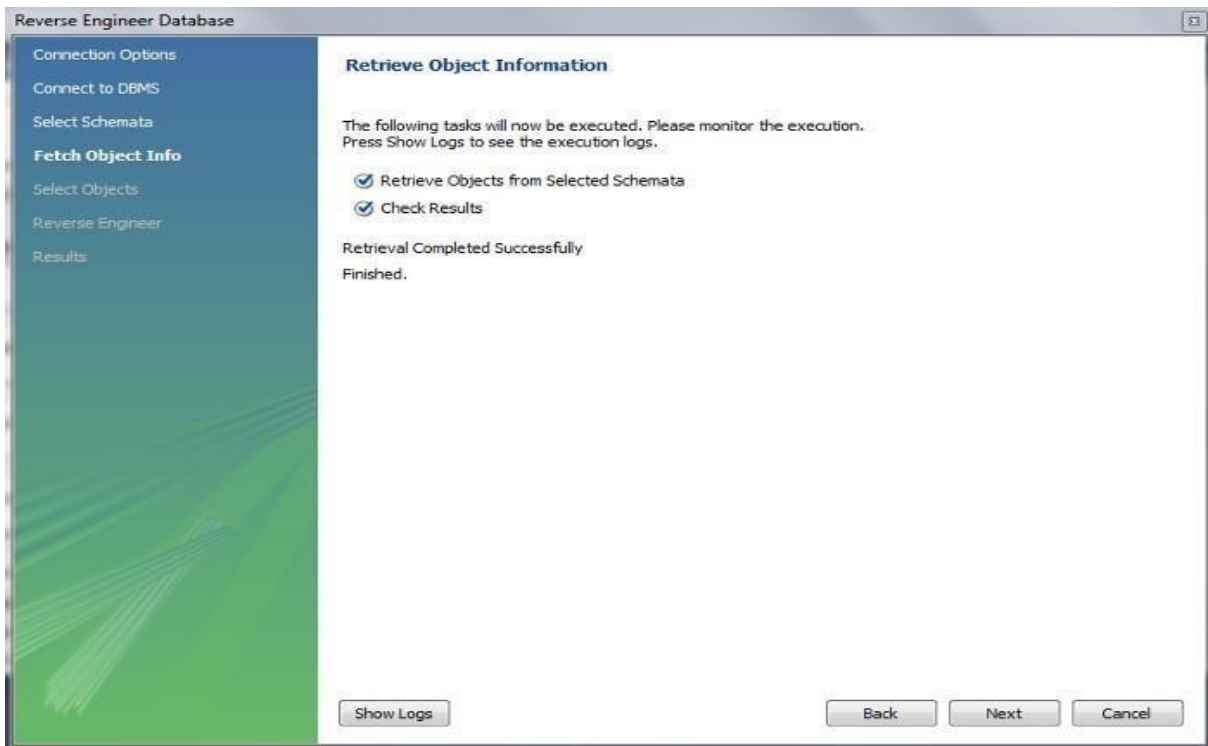 Reverse Engineer Database
Connection Options
Connect to DBMS
Select Schemata
Fetch Object Info
Select Objects
Reverse Engineer
Results
Retrieve Object Information
The following tasks will now be executed. Please monitor the execution.
Press Show Logs to see the execution logs.
Retrieve Objects from Selected Schemata
Check Results
Retrieval Completed Successfully
Finished.
Show Logs
Back
Next
Cancel